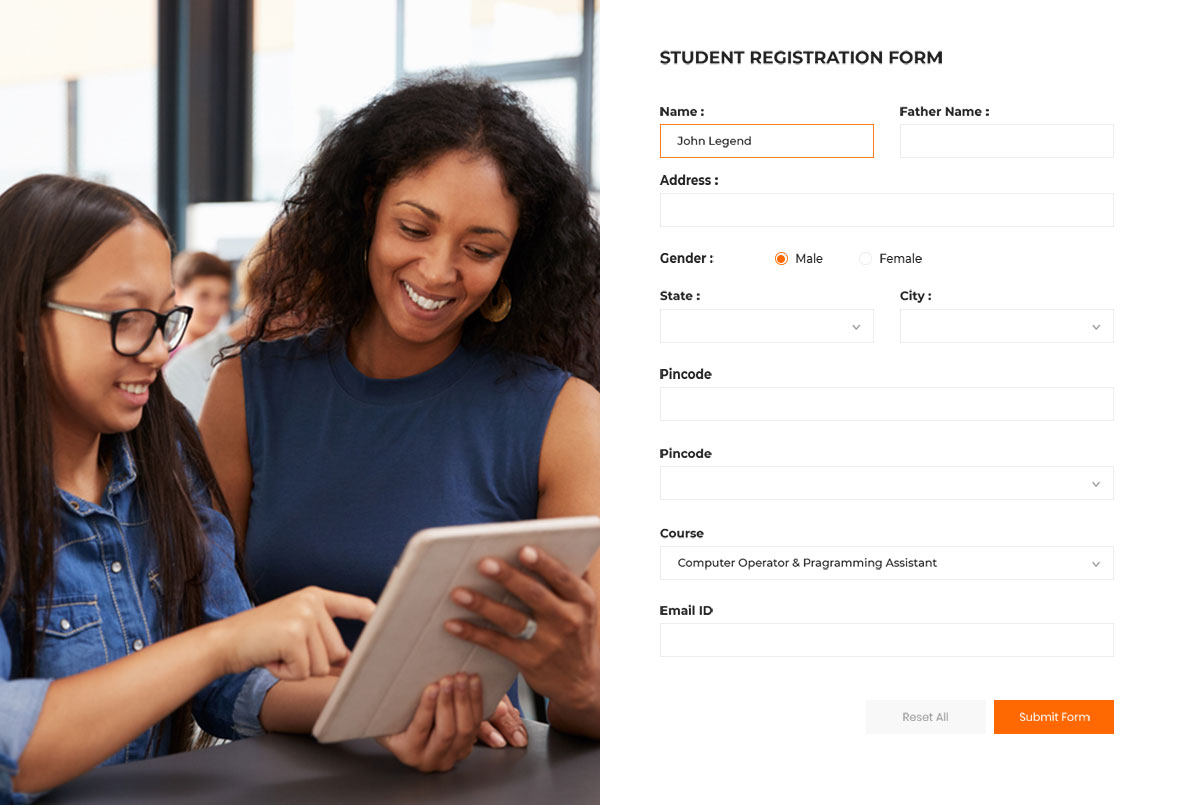 STUDENT REGISTRATION FORM
Name :
Father Name :
John Legend
Address :
Gender :
Male
Female
State :
City :
Pincode
Pincode
Course
Computer Operator & Pragramming Assistant
Email ID
Reset All
Submit Form